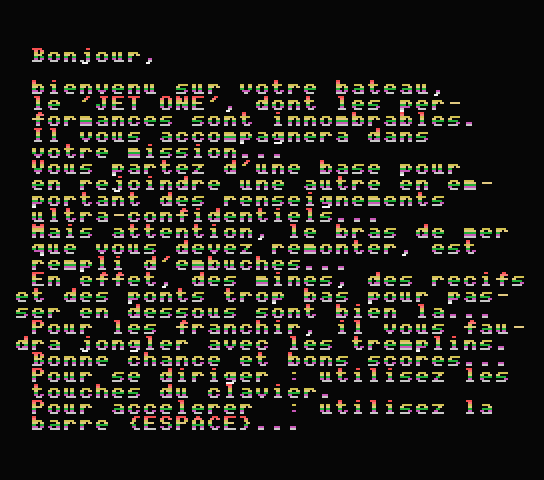 Bonjour,
bienvenu sur votre bateau,
le 'JET ONE', dont les per-
formances sont innombrables.
Il vous accompagnera dans
votre mission...
Vous partez d'une base pour
en rejoindre une autre en em-
portant des renseignements
ultra-confidentiels...
Mais attention, le bras de mer
que vous devez remonter, est
rempli d'embuches...
En effet, des mines, des recifs
et des ponts trop bas pour pas-
ser en dessous sont bien la...
Pour les franchir, il vous fau-
dra jongler avec les tremplins.
Bonne chance et bons scores...
Pour se diriger : utilisez les
touches du clavier.
Pour accelerer  : utilisez la
barre {ESPACE}...